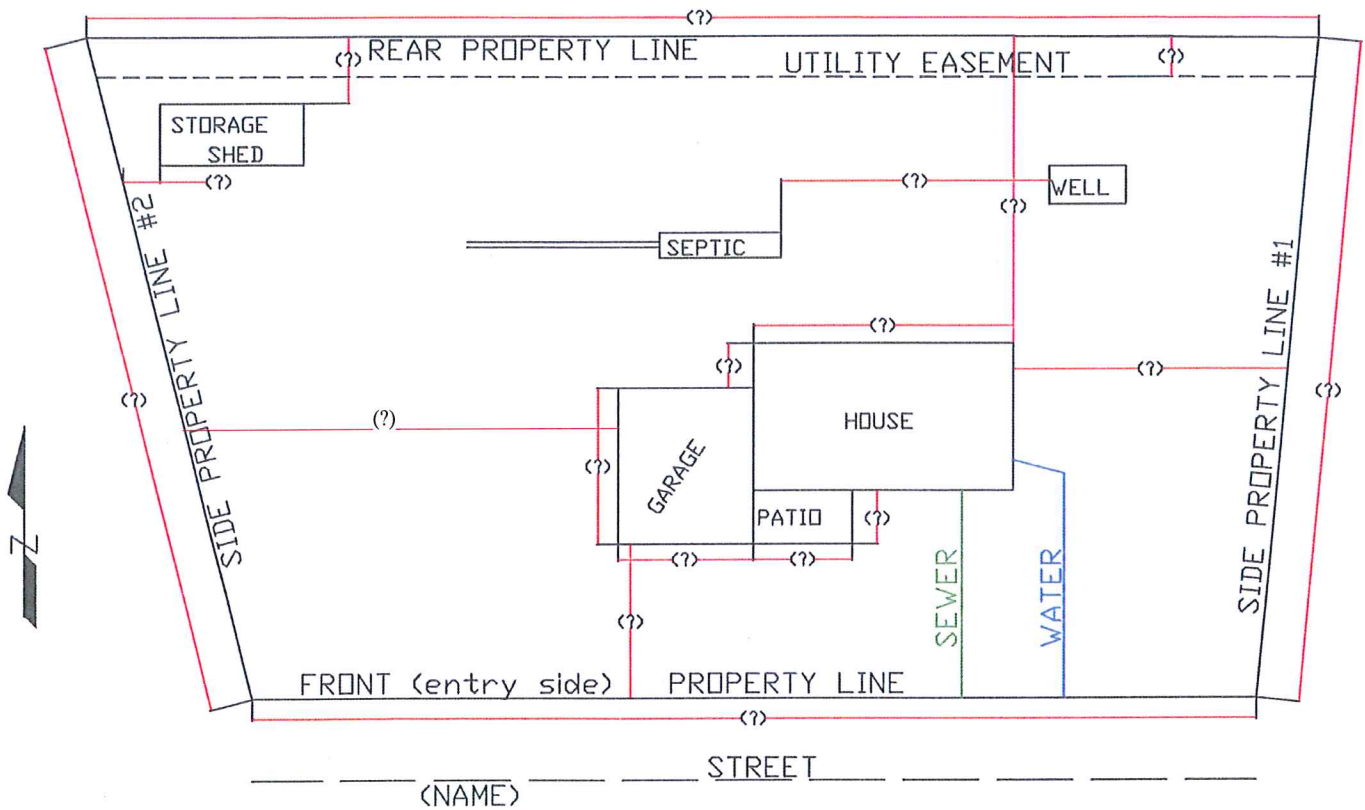 (?)
REAR PROPERTY LINE
(?)
UTILITY EASEMENT
(?)
STORAGE
SHED
(?)
(?)
WELL
(?)
SEPTIC
SIDE PROPERTY LINE #2
SIDE PROPERTY LINE #1
(?)
(?)
(?)
(?)
(?)
(?)
HOUSE
(?)
GARAGE
PATIO
(?)
(?)
(?)
SEWER
WATER
(?)
N
FRONT (entry side) PROPERTY LINE
(?)
STREET
(NAME)